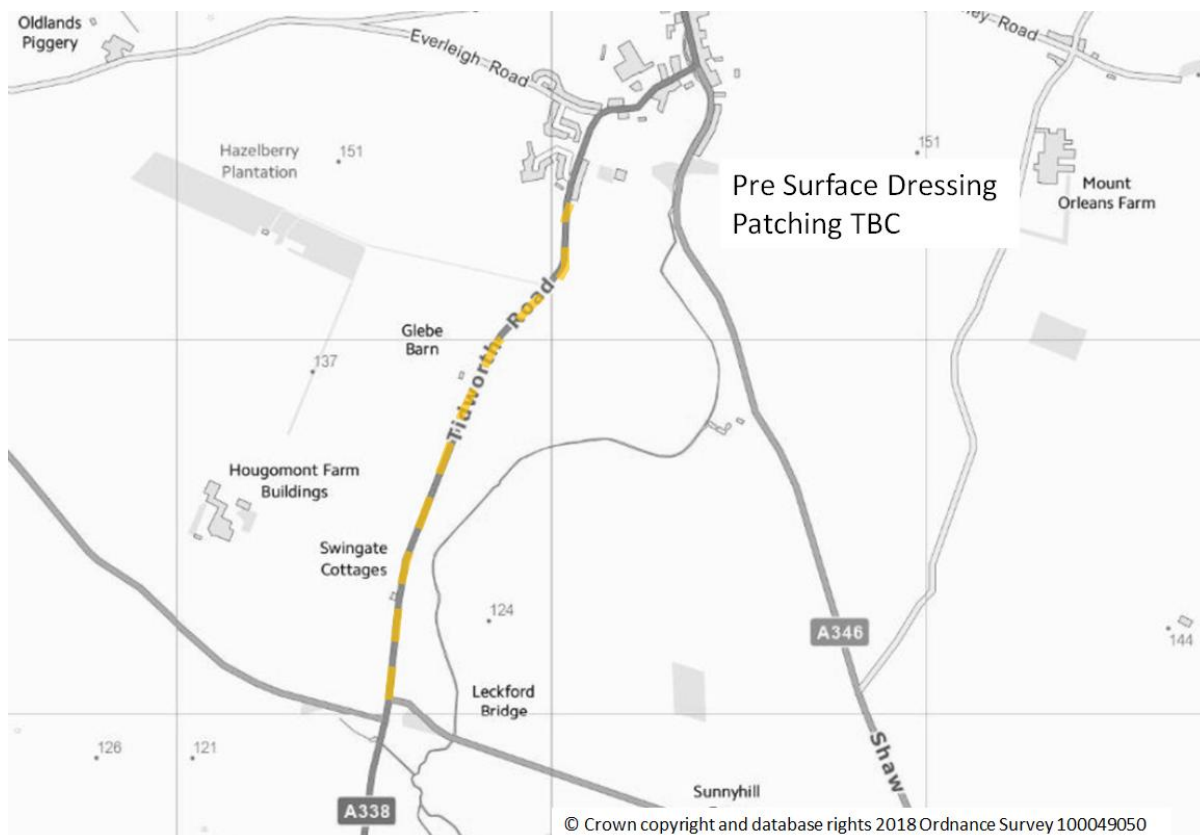 Oldlands
Piggery
Everleigh Road
ley-Road
Hazelberry
Plantation
151
151
Pre Surface Dressing
Patching TBC
Mount
Orleans Farm
Tidworth Road
Glebe
Barn
137
Hougomont Farm
Buildings
Swingate
Cottages
124
A346
144
Leckford
Bridge
126
121
Shaw
Sunnyhill
A338
© Crown copyright and database rights 2018 Ordnance Survey 100049050